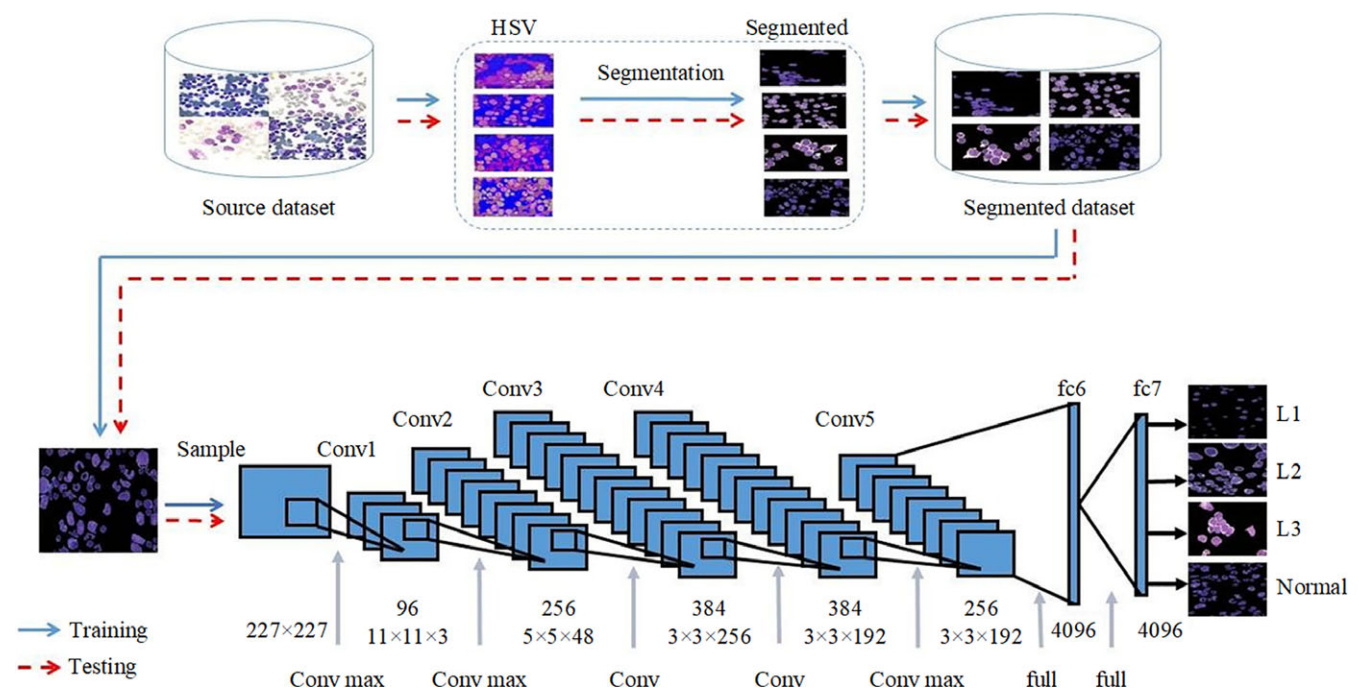 HSV
Segmented
Segmentation
Source dataset
Segmented dataset
Sample
Conv1
Conv2
Conv3
Conv4
Conv5
fc6
fc7
L1
L2
L3
Normal
227×227
96
11×11×3
256
5×5×48
384
3×3×256
384
3×3×192
256
3×3×192
4096
4096
Training
Testing
Conv max
Conv max
Conv
Conv
Conv max
full
full